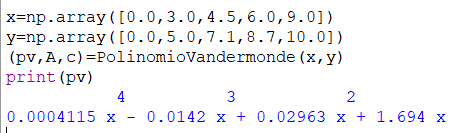 x=np.array([0.0,3.0,4.5,6.0,9.0])
y=np.array([0.0,5.0,7.1,8.7,10.0])
(pv,A,c)=PolinomioVandermonde(x,y)
print(pv)
4 3 2
0.0004115 x - 0.0142 x + 0.02963 x + 1.694 x